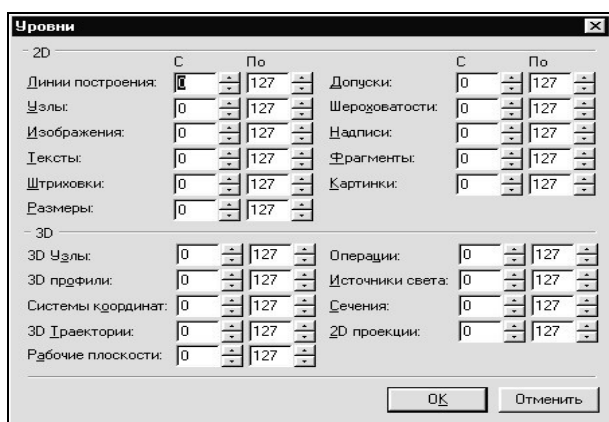 Уровни
2D
С По С По
Линии построения: 0 127 Допуски: 0 127
Узлы: 0 127 Шероховатости: 0 127
Изображения: 0 127 Надписи: 0 127
Тексты: 0 127 Фрагменты: 0 127
Штриховки: 0 127 Картинки: 0 127
Размеры: 0 127
3D
3D Узлы: 0 127 Операции: 0 127
3D профили: 0 127 Источники света: 0 127
Системы координат: 0 127 Сечения: 0 127
3D Траектории: 0 127 2D проекции: 0 127
Рабочие плоскости: 0 127
OK Отменить